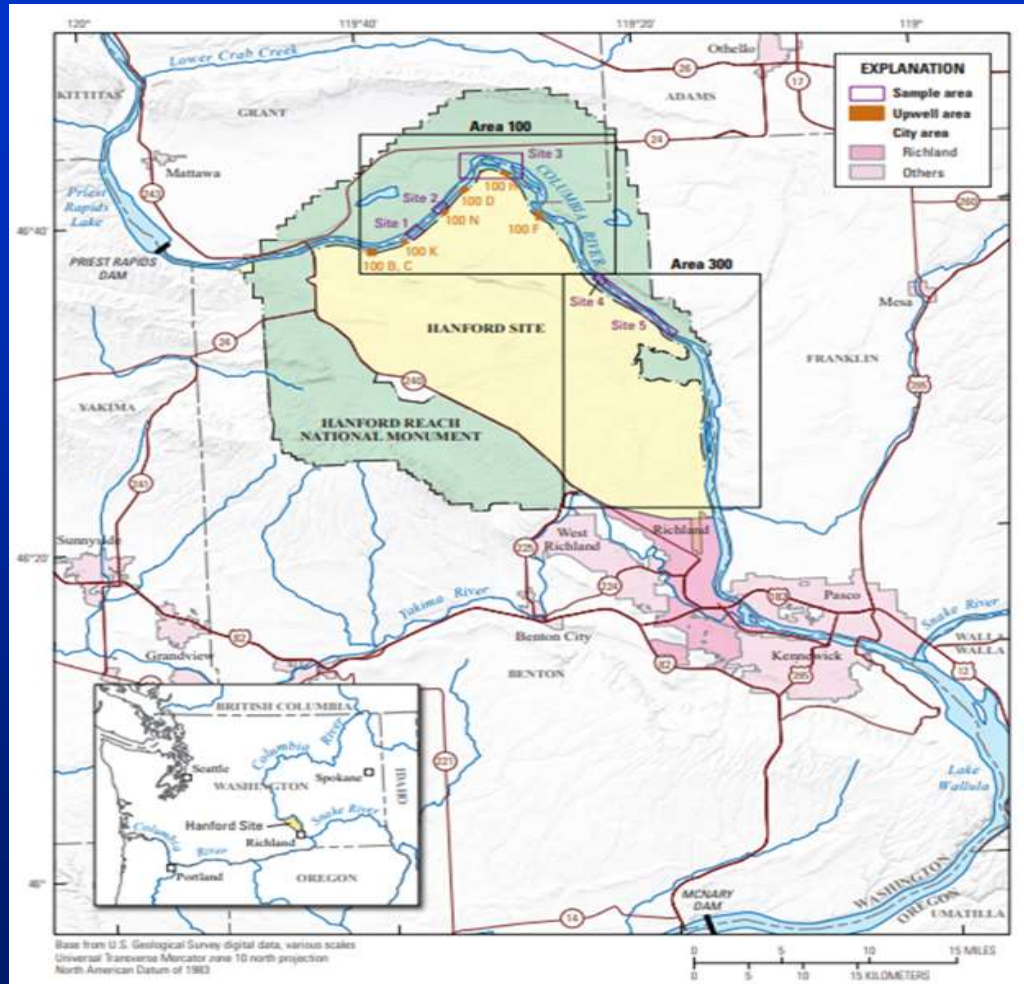 120°
119°40'
119°20'
119°
Lower Crab Creek
Othello
26
17
KITTITAS
GRANT
ADAMS
EXPLANATION
Sample area
Upwell area
City area
Richland
Others
Area 100
24
Mattawa
243
Site 3
COLUMBIA
RIVER
100 H
Site 2
100 D
Priest
Rapids
Lake
Site 1
100 N
100 F
260
46°40'
100 K
PRIEST RAPIDS
DAM
100 B, C
Area 300
Site 4
Mesa
Site 5
HANFORD SITE
24
FRANKLIN
240
395
YAKIMA
HANFORD REACH
NATIONAL MONUMENT
241
Sunnyside
46°20'
225
West
Richland
Richland
224
Yakima River
182
Pasco
Snake River
82
Benton City
WALLA
WALLA
Grandview
82
Kennewick
395
12
BENTON
BRITISH COLUMBIA
Columbia
River
Seattle
Spokane
WASHINGTON
IDAHO
Hanford Site
Snake River
Richland
Columbia
River
Portland
OREGON
221
Lake
Wallula
46°
MCNARY
DAM
WASHINGTON
OREGON
UMATILLA
14
Base from U.S. Geological Survey digital data, various scales
Universal Transverse Mercator zone 10 north projection
North American Datum of 1983
0 5 10 15 MILES
0 5 10 15 KILOMETERS